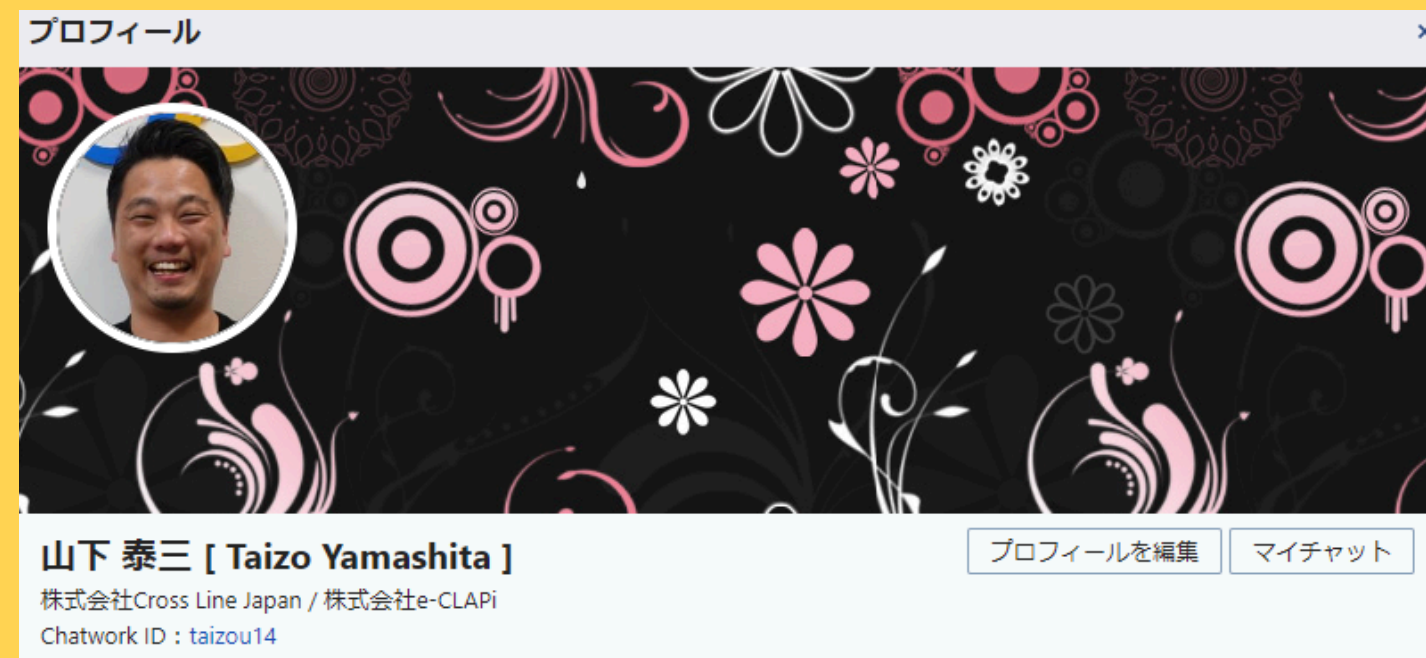 プロフィール
山下 泰三 [ Taizo Yamashita ]
プロフィールを編集
マイチャット
株式会社Cross Line Japan / 株式会社e-CLAPi
Chatwork ID：taizou14